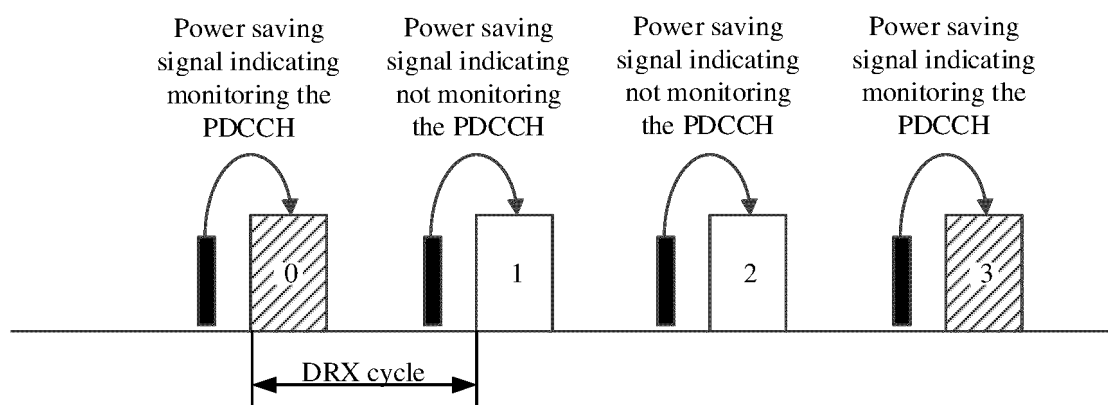 Power saving
signal indicating
monitoring the
PDCCH
Power saving
signal indicating
not monitoring
the PDCCH
Power saving
signal indicating
not monitoring
the PDCCH
Power saving
signal indicating
monitoring the
PDCCH
0
1
2
3
DRX cycle